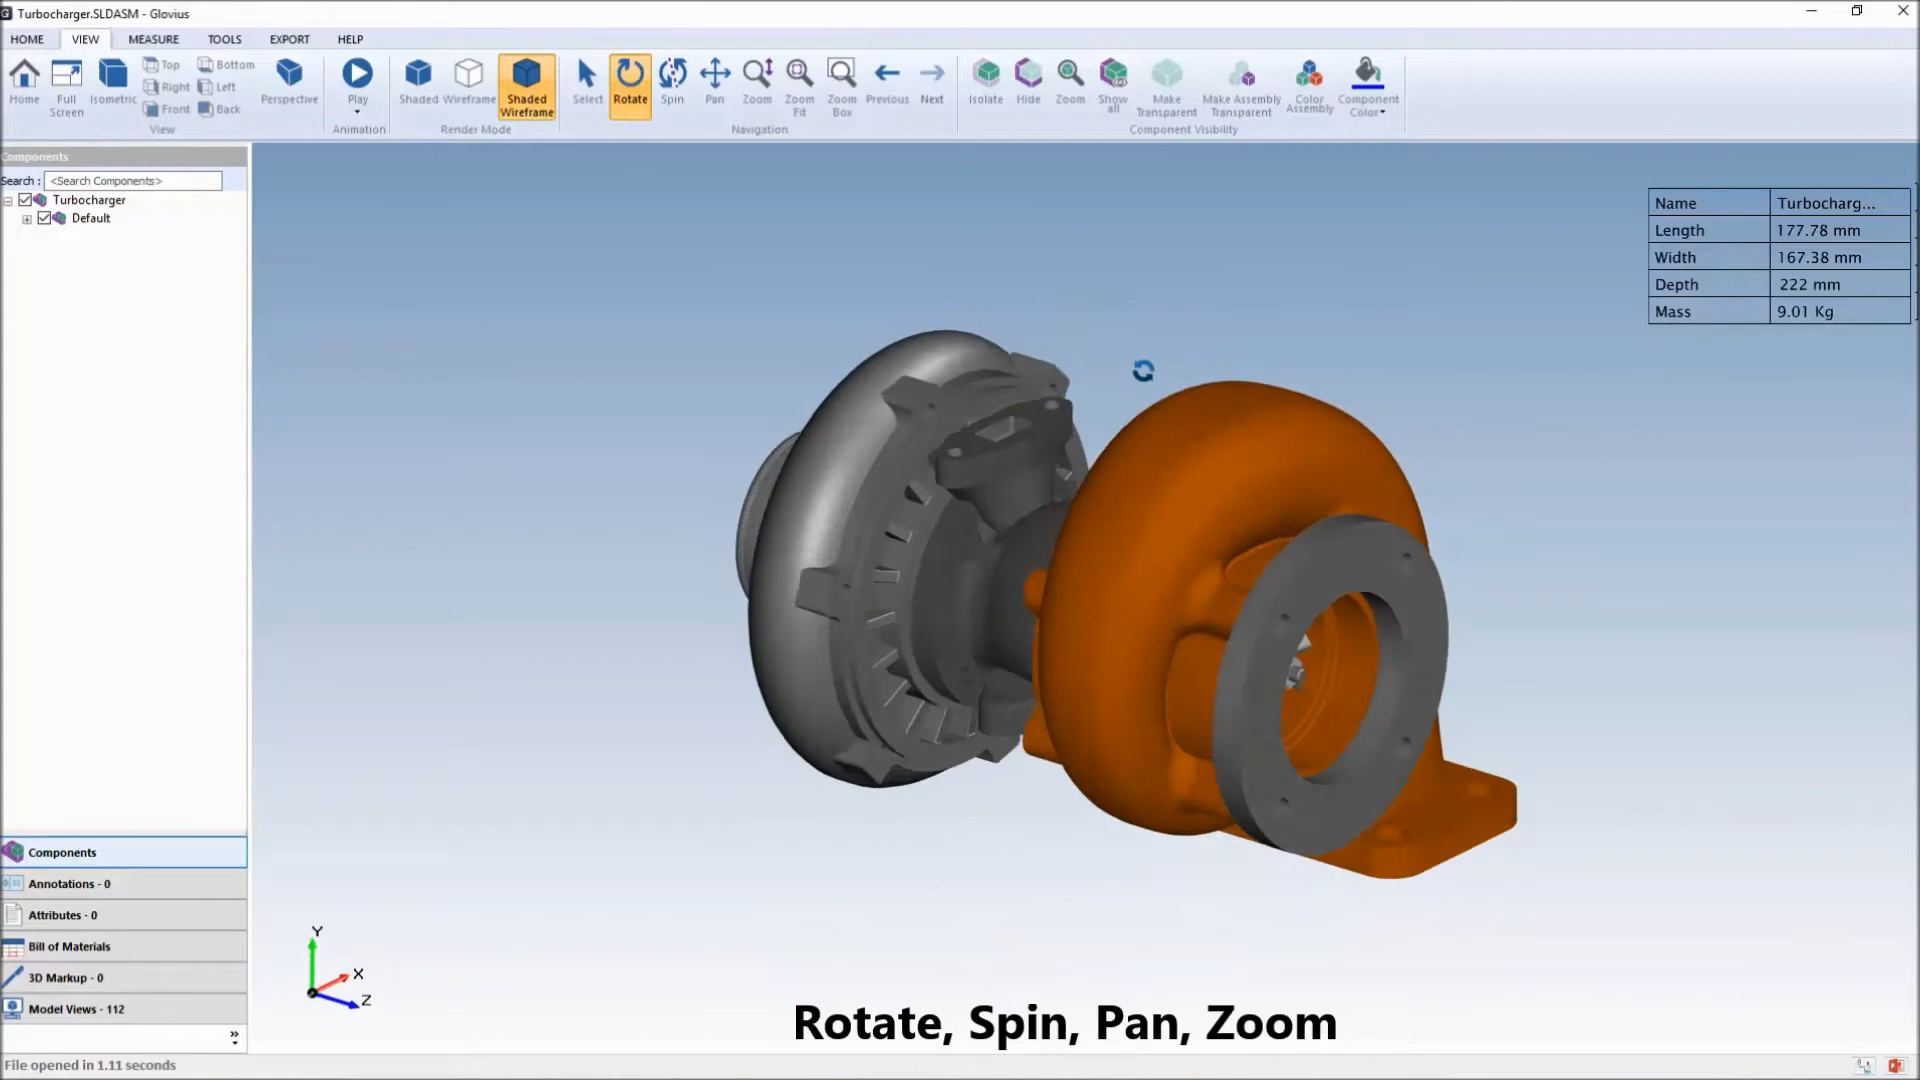 Turbocharger.SLDASM - Glovius
HOME VIEW MEASURE TOOLS EXPORT HELP
Home
Full Screen
Isometric
Top
Right
Front
Bottom
Left
Back
Perspective
View
Play
Animation
Shaded
Wireframe
Shaded Wireframe
Render Mode
Select
Rotate
Spin
Pan
Zoom
Zoom Fit
Zoom Box
Previous
Next
Navigation
Isolate
Hide
Zoom
Show all
Make Transparent
Make Assembly Transparent
Color Assembly
Component Color
Component Visibility
Components
Search : <Search Components>
Turbocharger
Default
Name Turbocharg...
Length 177.78 mm
Width 167.38 mm
Depth 222 mm
Mass 9.01 Kg
Components
Annotations - 0
Attributes - 0
Bill of Materials
3D Markup - 0
Model Views - 112
Y
X
Z
Rotate, Spin, Pan, Zoom
File opened in 1.11 seconds